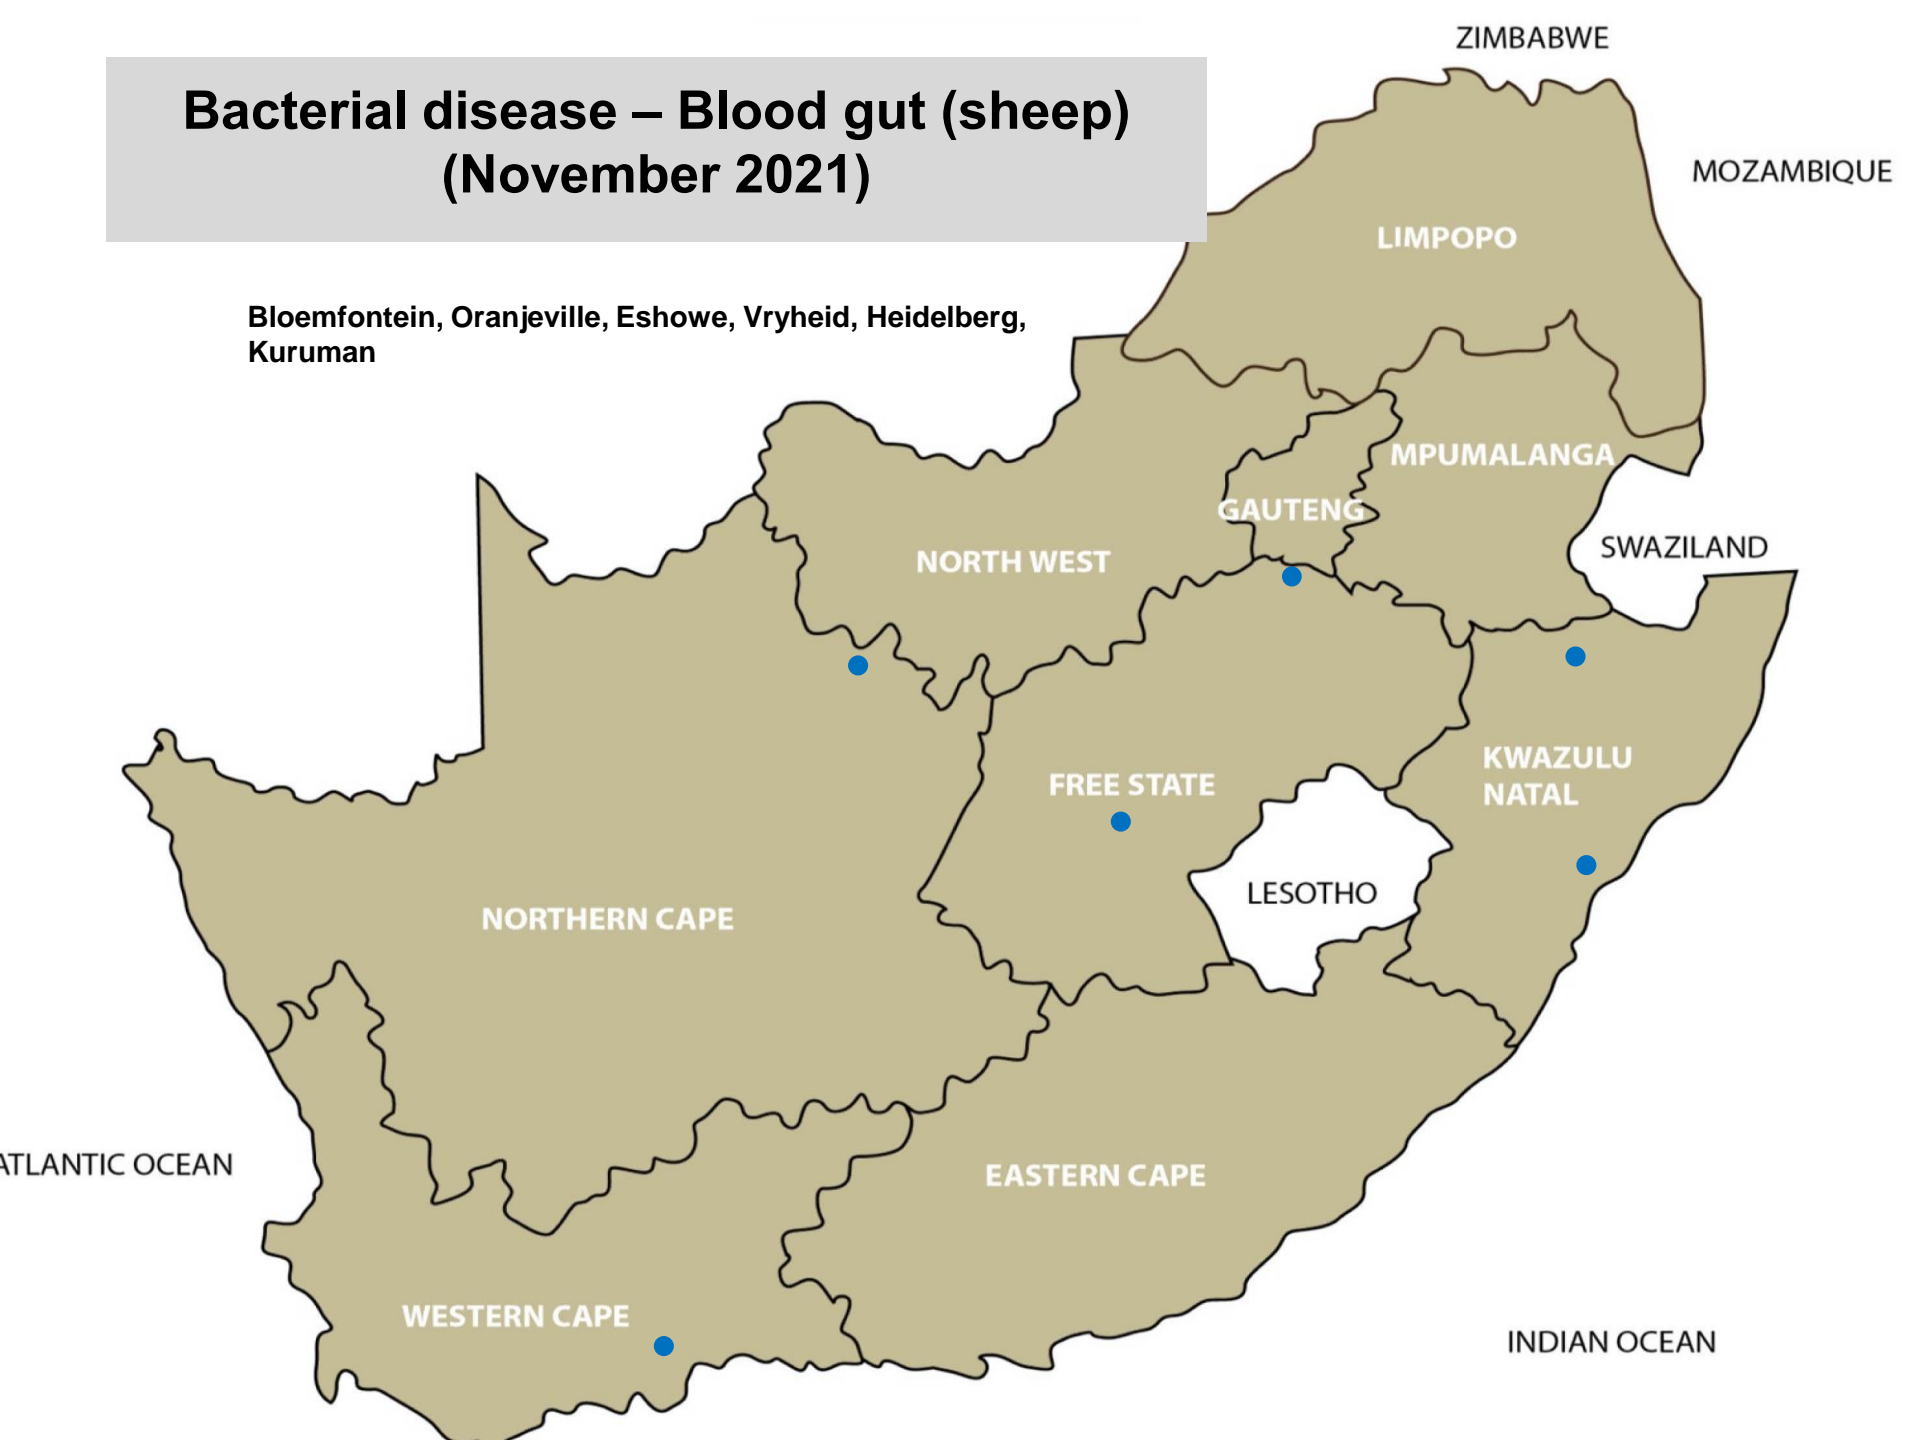 ZIMBABWE
Bacterial disease – Blood gut (sheep)
(November 2021)
MOZAMBIQUE
LIMPOPO
Bloemfontein, Oranjeville, Eshowe, Vryheid, Heidelberg,
Kuruman
MPUMALANGA
GAUTENG
NORTH WEST
SWAZILAND
KWAZULU
NATAL
FREE STATE
LESOTHO
NORTHERN CAPE
ATLANTIC OCEAN
EASTERN CAPE
WESTERN CAPE
INDIAN OCEAN